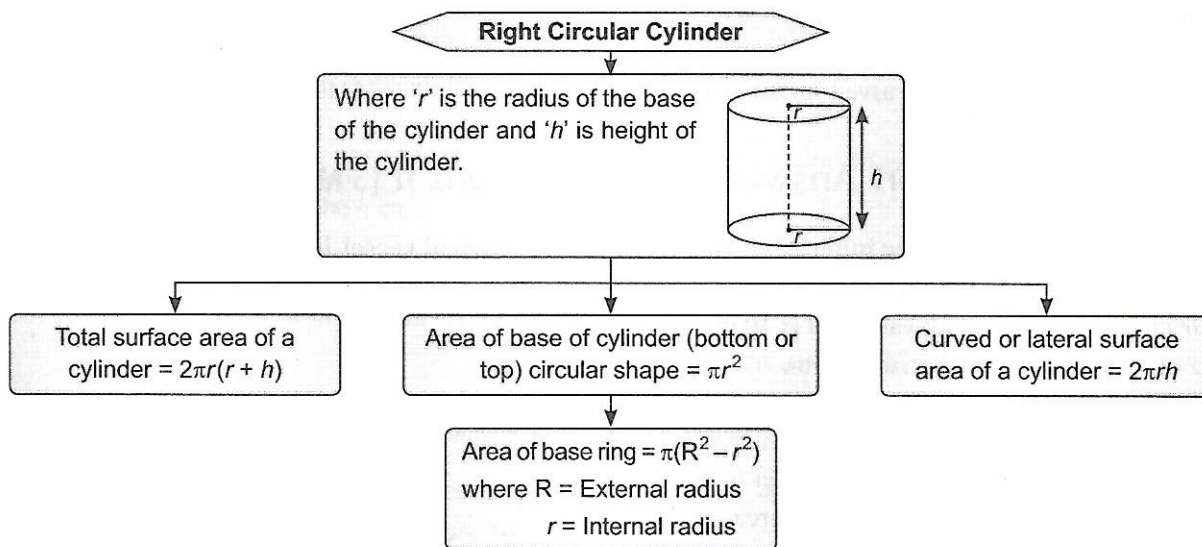 Right Circular Cylinder
Where ‘r’ is the radius of the base
of the cylinder and ‘h’ is height of
the cylinder.
r
h
r
Total surface area of a
cylinder = 2πr(r + h)
Area of base of cylinder (bottom or
top) circular shape = πr²
Curved or lateral surface
area of a cylinder = 2πrh
Area of base ring = π(R² – r²)
where R = External radius
r = Internal radius